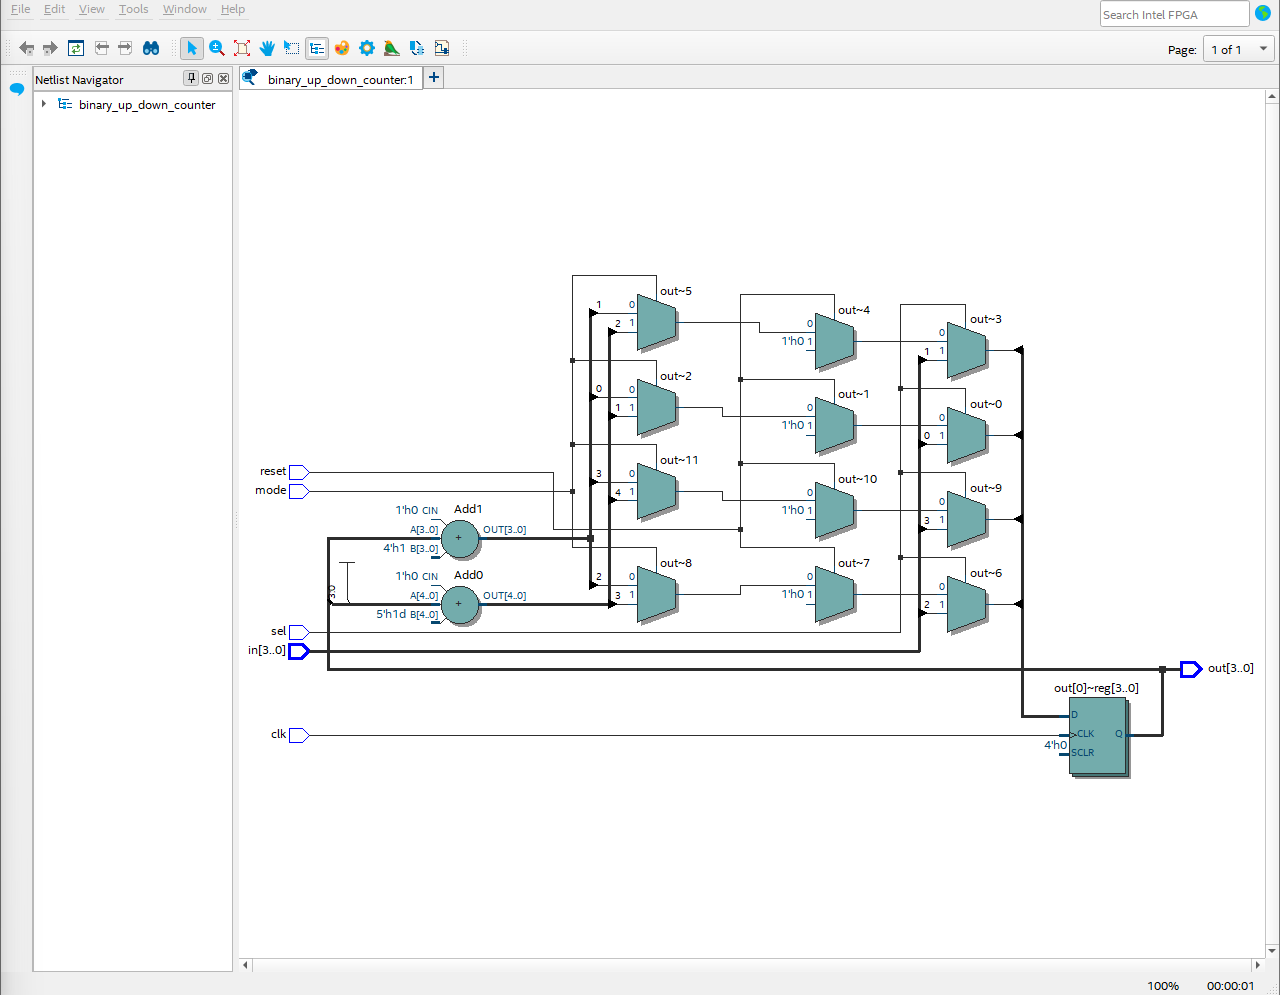 File Edit View Tools Window Help
Search Intel FPGA
Page: 1 of 1
Netlist Navigator
binary_up_down_counter:1
binary_up_down_counter
out~5
1 0
2 1
out~4
0
1'h0 1
out~3
0
1 1
out~2
0 0
1 1
out~1
0
1'h0 1
out~0
0
0 1
out~11
3 0
4 1
out~10
0
1'h0 1
out~9
0
3 1
reset
mode
1'h0 CIN Add1
A[3..0] OUT[3..0]
4'h1 B[3..0]
out~8
2 0
3 1
out~7
0
1'h0 1
out~6
0
2 1
1'h0 CIN Add0
3:0 A[4..0] OUT[4..0]
5'h1d B[4..0]
sel
in[3..0]
out[3..0]
out[0]~reg[3..0]
D
clk
CLK Q
4'h0
SCLR
100% 00:00:01